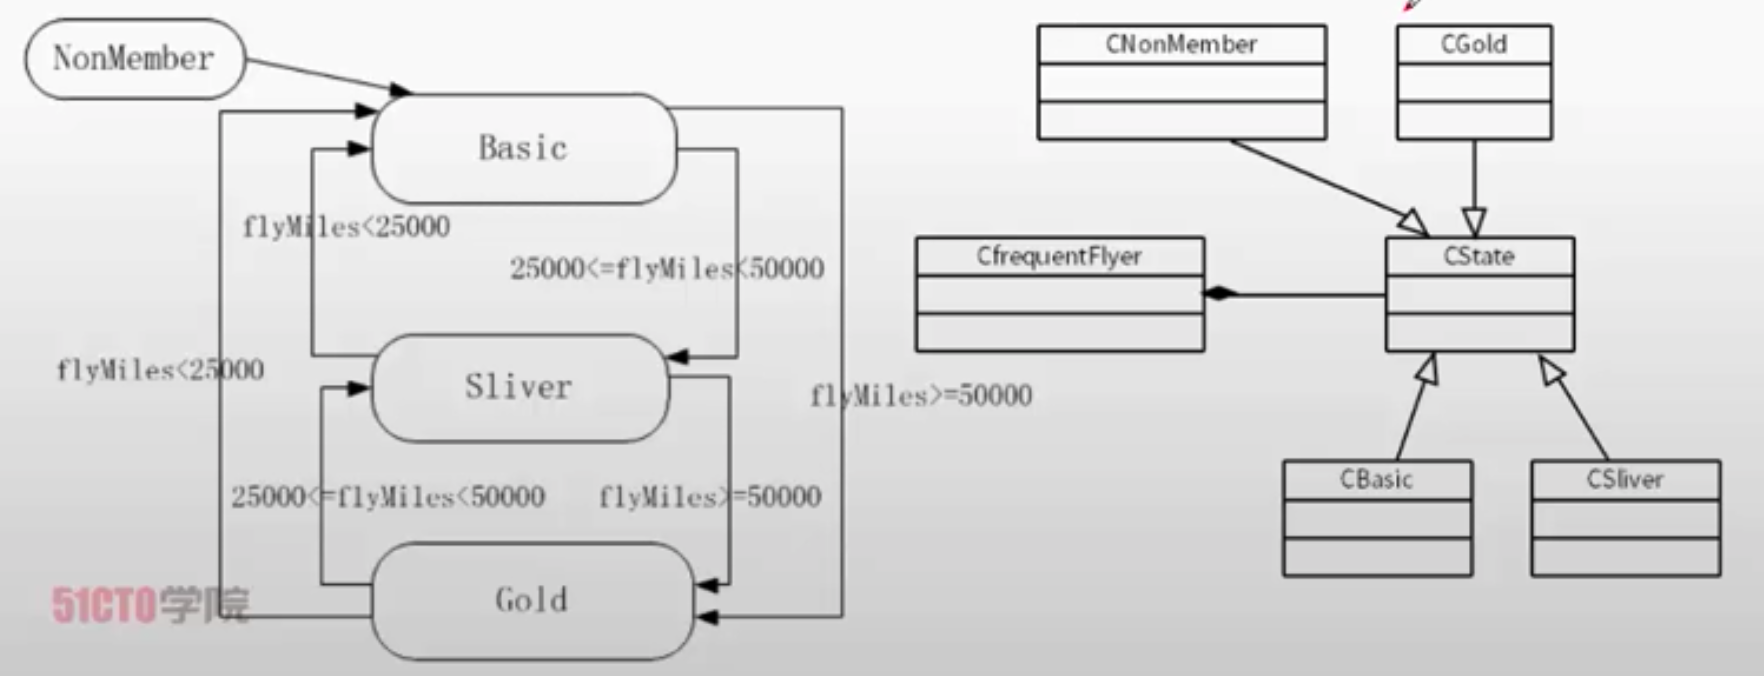 NonMember
Basic
flyMiles<25000
25000<=flyMiles<50000
flyMiles<25000
Sliver
flyMiles>=50000
25000<=flyMiles<50000
flyMiles>=50000
Gold
51CTO学院
CNonMember
CGold
CfrequentFlyer
CState
CBasic
CSliver